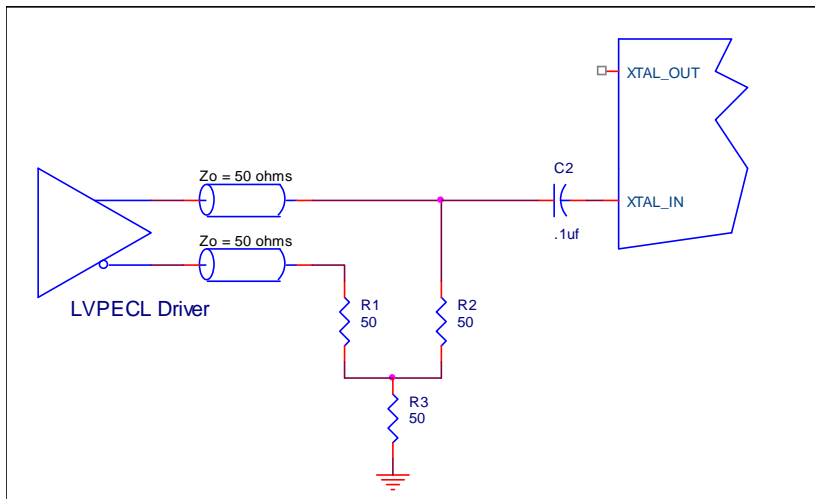 XTAL_OUT
C2
Zo = 50 ohms
XTAL_IN
.1uf
Zo = 50 ohms
LVPECL Driver
R1
50
R2
50
R3
50